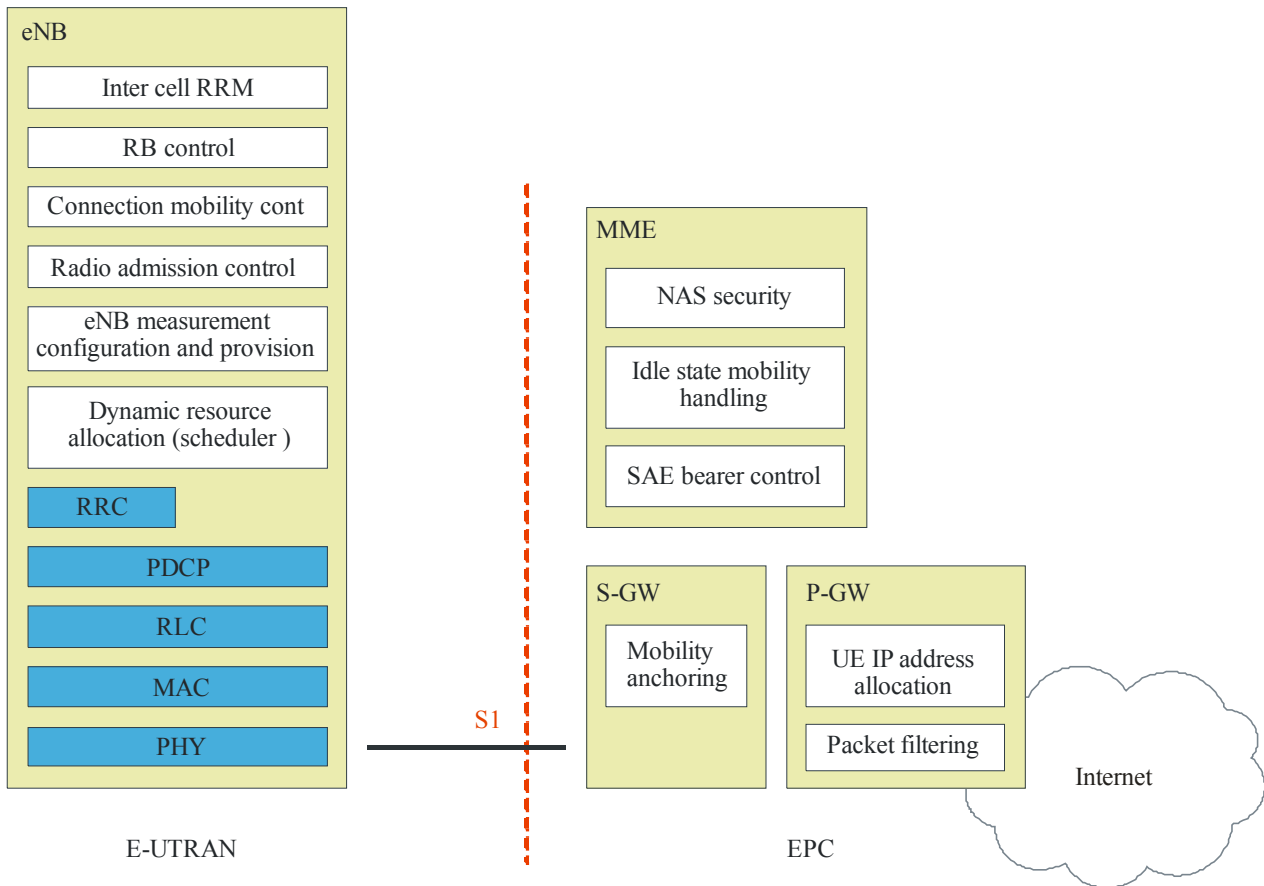 eNB
Inter cell RRM
RB control
Connection mobility cont
Radio admission control
eNB measurement
configuration and provision
Dynamic resource
allocation (scheduler )
RRC
PDCP
RLC
MAC
PHY
S1
MME
NAS security
Idle state mobility
handling
SAE bearer control
S-GW
Mobility
anchoring
P-GW
UE IP address
allocation
Packet filtering
Internet
E-UTRAN
EPC